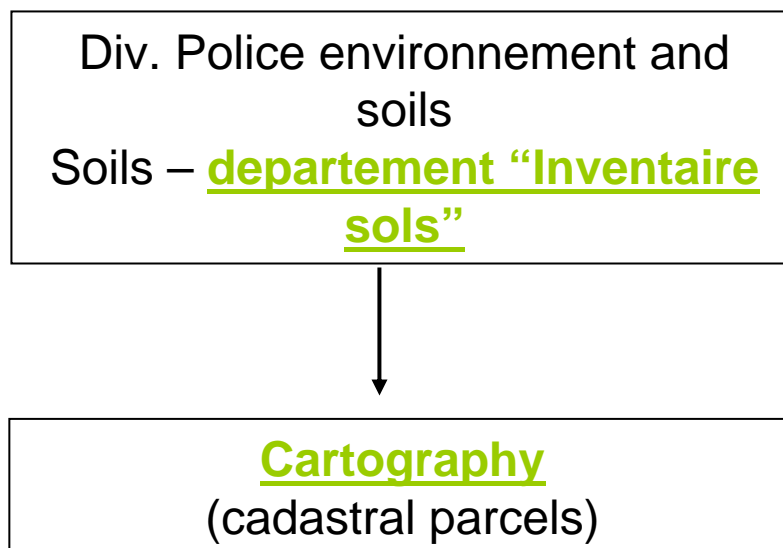 Div. Police environnement and
soils
Soils – departement “Inventaire
sols”
Cartography
(cadastral parcels)